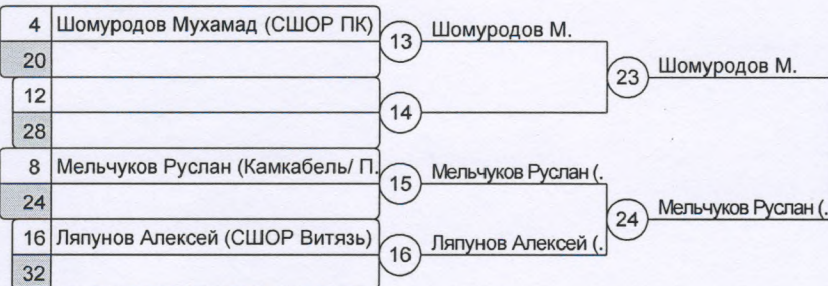 4 Шомуродов Мухамад (СШОР ПК)
20
13 Шомуродов М.
12
28
14
23 Шомуродов М.
8 Мельчуков Руслан (Камкабель/ П.
24
15 Мельчуков Руслан (.
16 Ляпунов Алексей (СШОР Витязь)
32
16 Ляпунов Алексей (.
24 Мельчуков Руслан (.